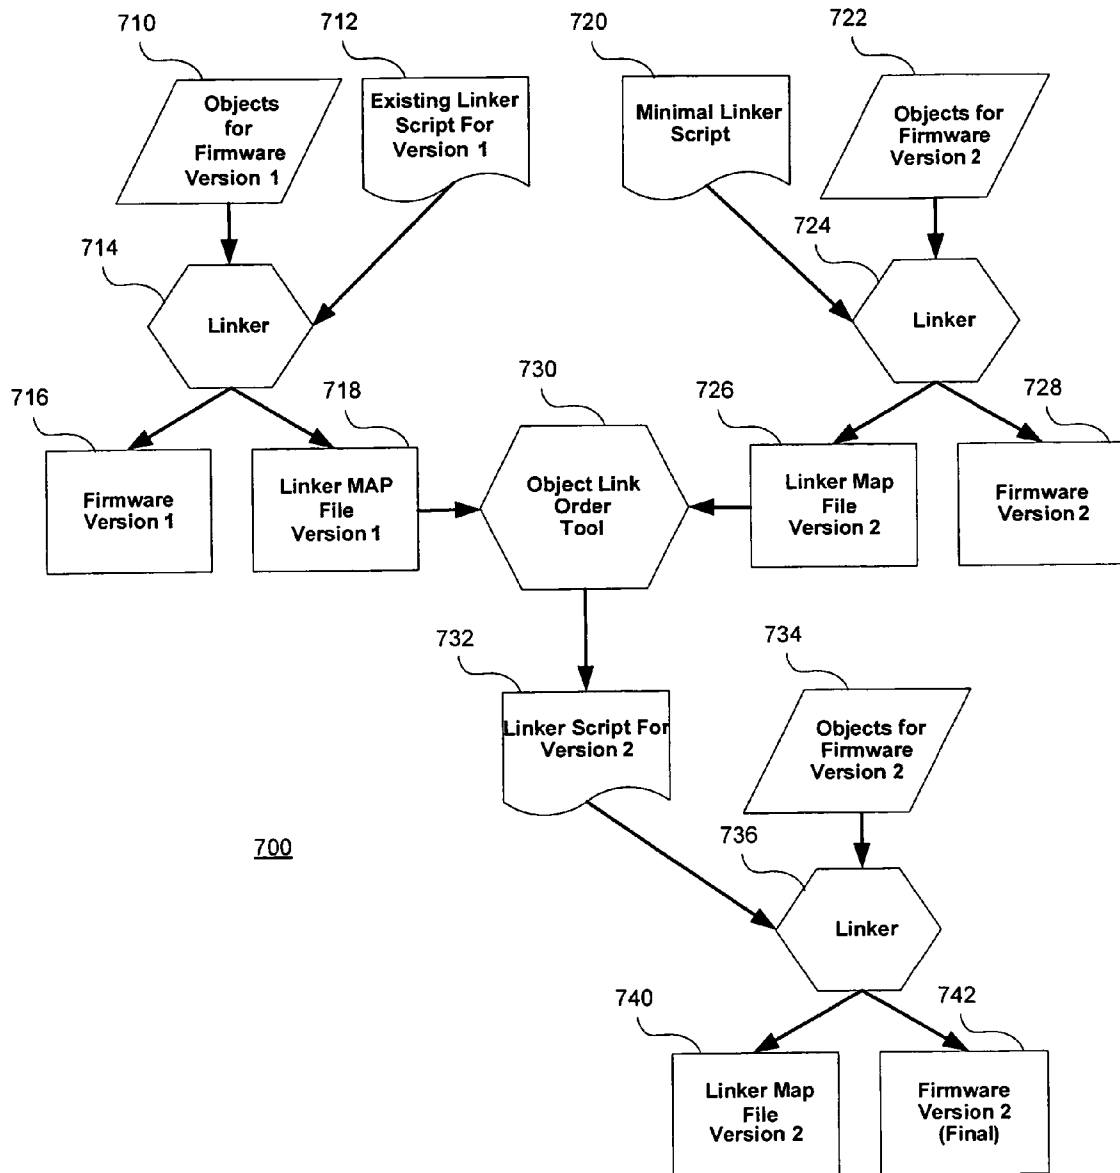 710
712
720
722
Objects
for
Firmware
Version 1
Existing Linker
Script For
Version 1
Minimal Linker
Script
Objects for
Firmware
Version 2
714
724
Linker
Linker
716
718
730
726
728
Firmware
Version 1
Linker MAP
File
Version 1
Object Link
Order
Tool
Linker Map
File
Version 2
Firmware
Version 2
732
734
Linker Script For
Version 2
Objects for
Firmware
Version 2
700
736
Linker
740
742
Linker Map
File
Version 2
Firmware
Version 2
(Final)